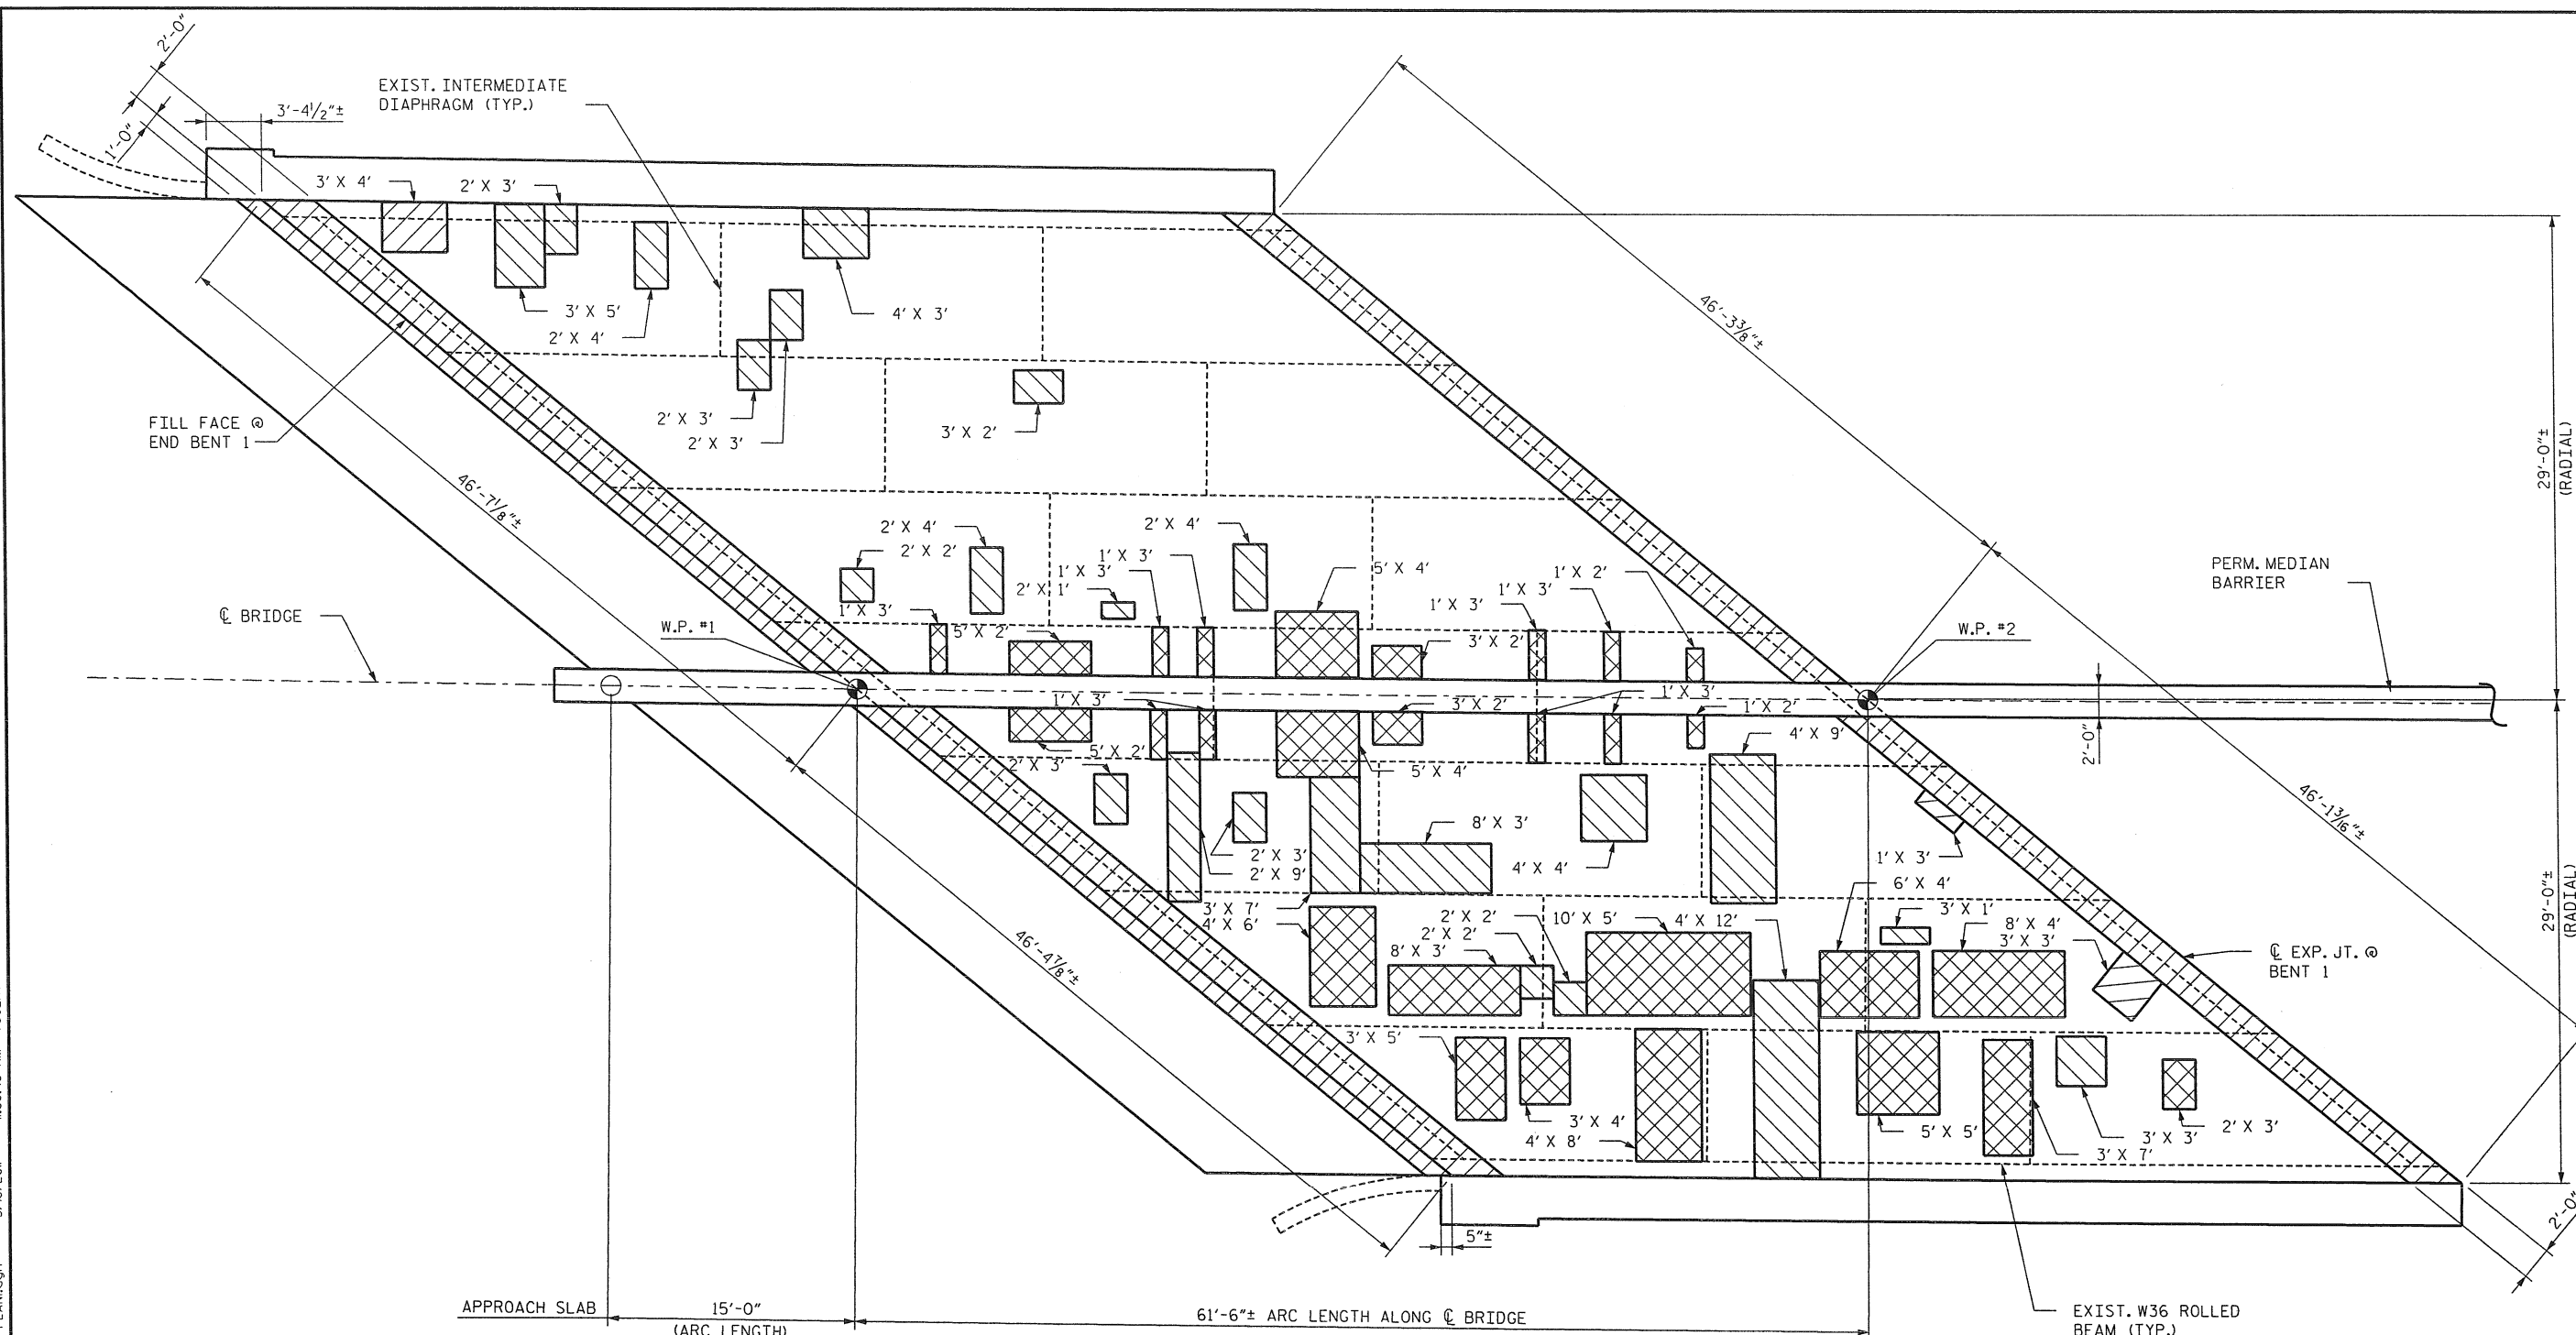 2'-0"
1'-0"
3'-4½"±
EXIST. INTERMEDIATE
DIAPHRAGM (TYP.)
3' X 4'
2' X 3'
3' X 5'
2' X 4'
4' X 3'
2' X 3'
2' X 3'
3' X 2'
46'-3⅜"±
29'-0"±
(RADIAL)
FILL FACE @
END BENT 1
46'-7⅛"±
2' X 4'
2' X 2'
2' X 4'
1' X 3'
1' X 3'
2' X 1'
1' X 3'
5' X 2'
5' X 4'
1' X 3'
1' X 2'
1' X 3'
3' X 2'
PERM. MEDIAN
BARRIER
℄ BRIDGE
W.P. #1
W.P. #2
1' X 3'
3' X 2'
1' X 3'
1' X 2'
5' X 2'
2' X 3'
5' X 4'
4' X 9'
2'-0"
8' X 3'
2' X 3'
2' X 9'
4' X 4'
1' X 3'
46'-1³⁄₁₆"±
29'-0"±
(RADIAL)
3' X 7'
4' X 6'
6' X 4'
2' X 2'
2' X 2'
8' X 3'
10' X 5'
4' X 12'
3' X 1'
8' X 4'
3' X 3'
℄ EXP. JT. @
BENT 1
46'-4⅞"±
3' X 5'
3' X 4'
4' X 8'
5' X 5'
3' X 3'
3' X 7'
2' X 3'
5"±
2'-0"
APPROACH SLAB
15'-0"
(ARC LENGTH)
61'-6"± ARC LENGTH ALONG ℄ BRIDGE
EXIST. W36 ROLLED
BEAM (TYP.)